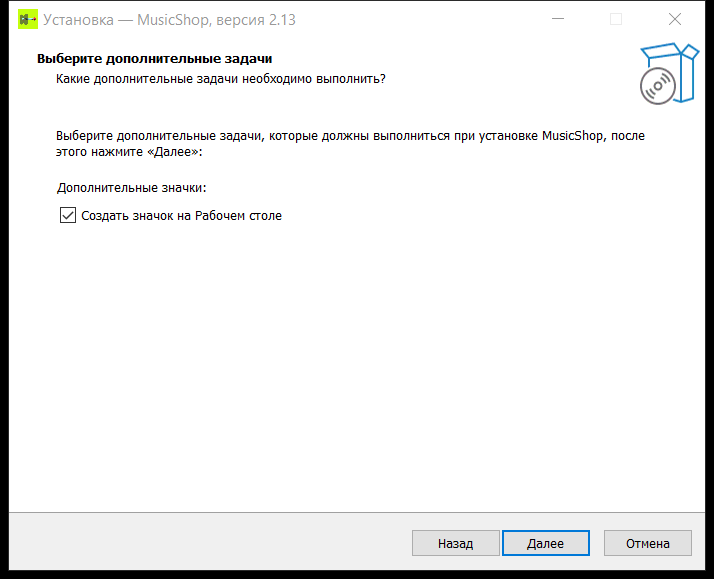 Установка — MusicShop, версия 2.13
Выберите дополнительные задачи
Какие дополнительные задачи необходимо выполнить?
Выберите дополнительные задачи, которые должны выполниться при установке MusicShop, после
этого нажмите «Далее»:
Дополнительные значки:
Создать значок на Рабочем столе
Назад
Далее
Отмена